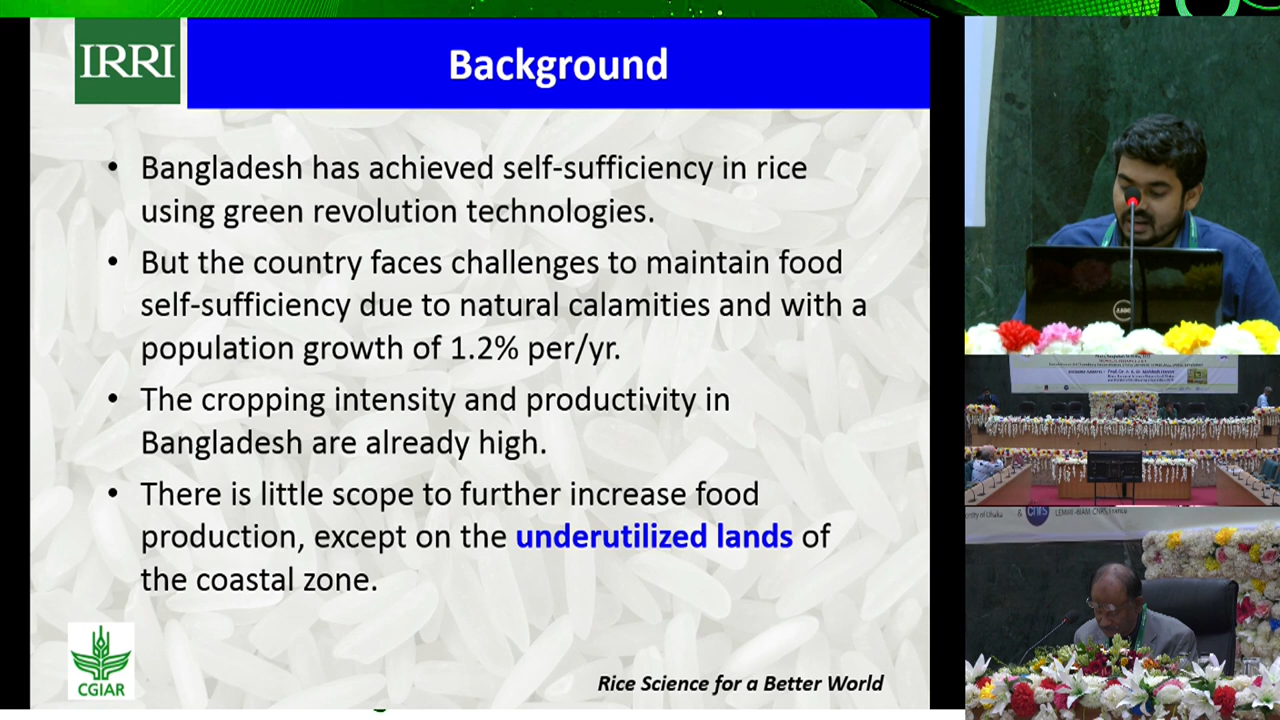 IRRI
Background
• Bangladesh has achieved self-sufficiency in rice
using green revolution technologies.
• But the country faces challenges to maintain food
self-sufficiency due to natural calamities and with a
population growth of 1.2% per/yr.
• The cropping intensity and productivity in
Bangladesh are already high.
• There is little scope to further increase food
production, except on the underutilized lands of
the coastal zone.
CGIAR
Rice Science for a Better World
of Dhaka
& cnrs